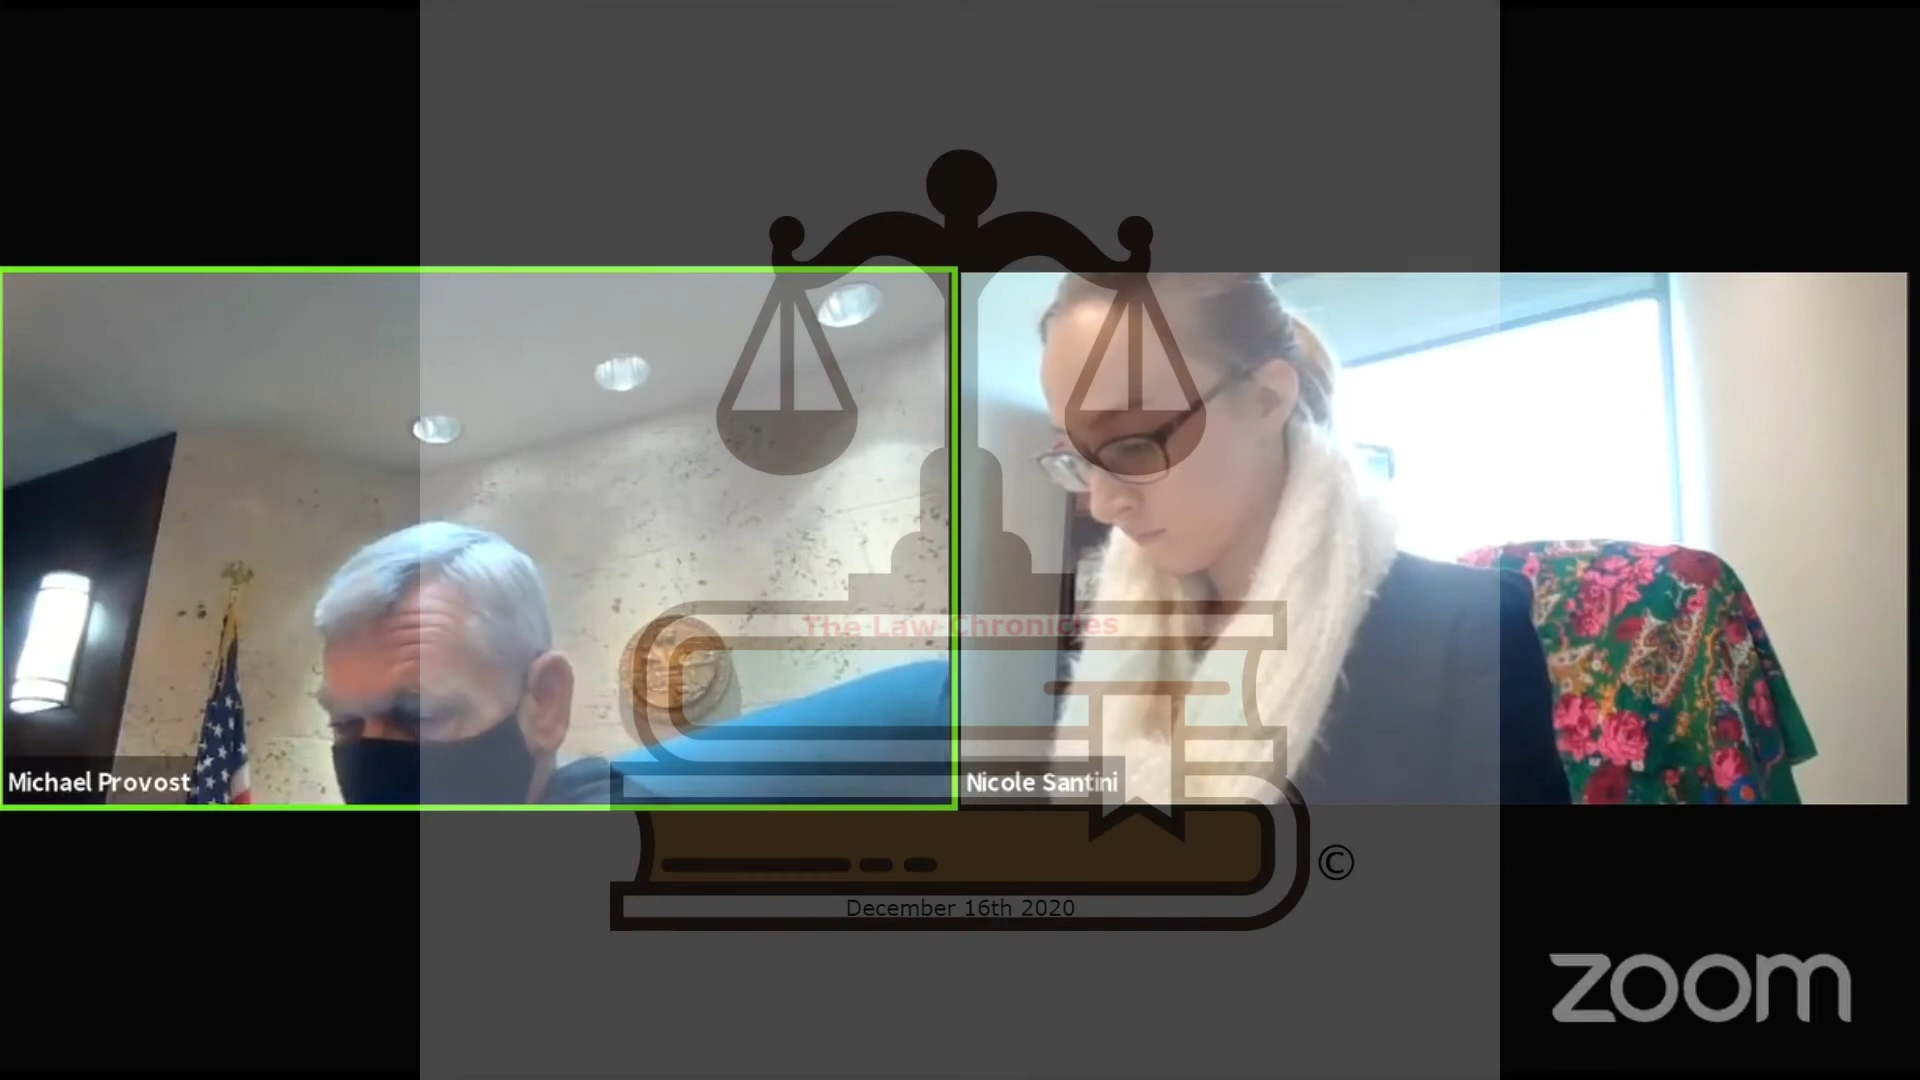 The Law Chronicles
Michael Provost
Nicole Santini
©
December 16th 2020
zoom